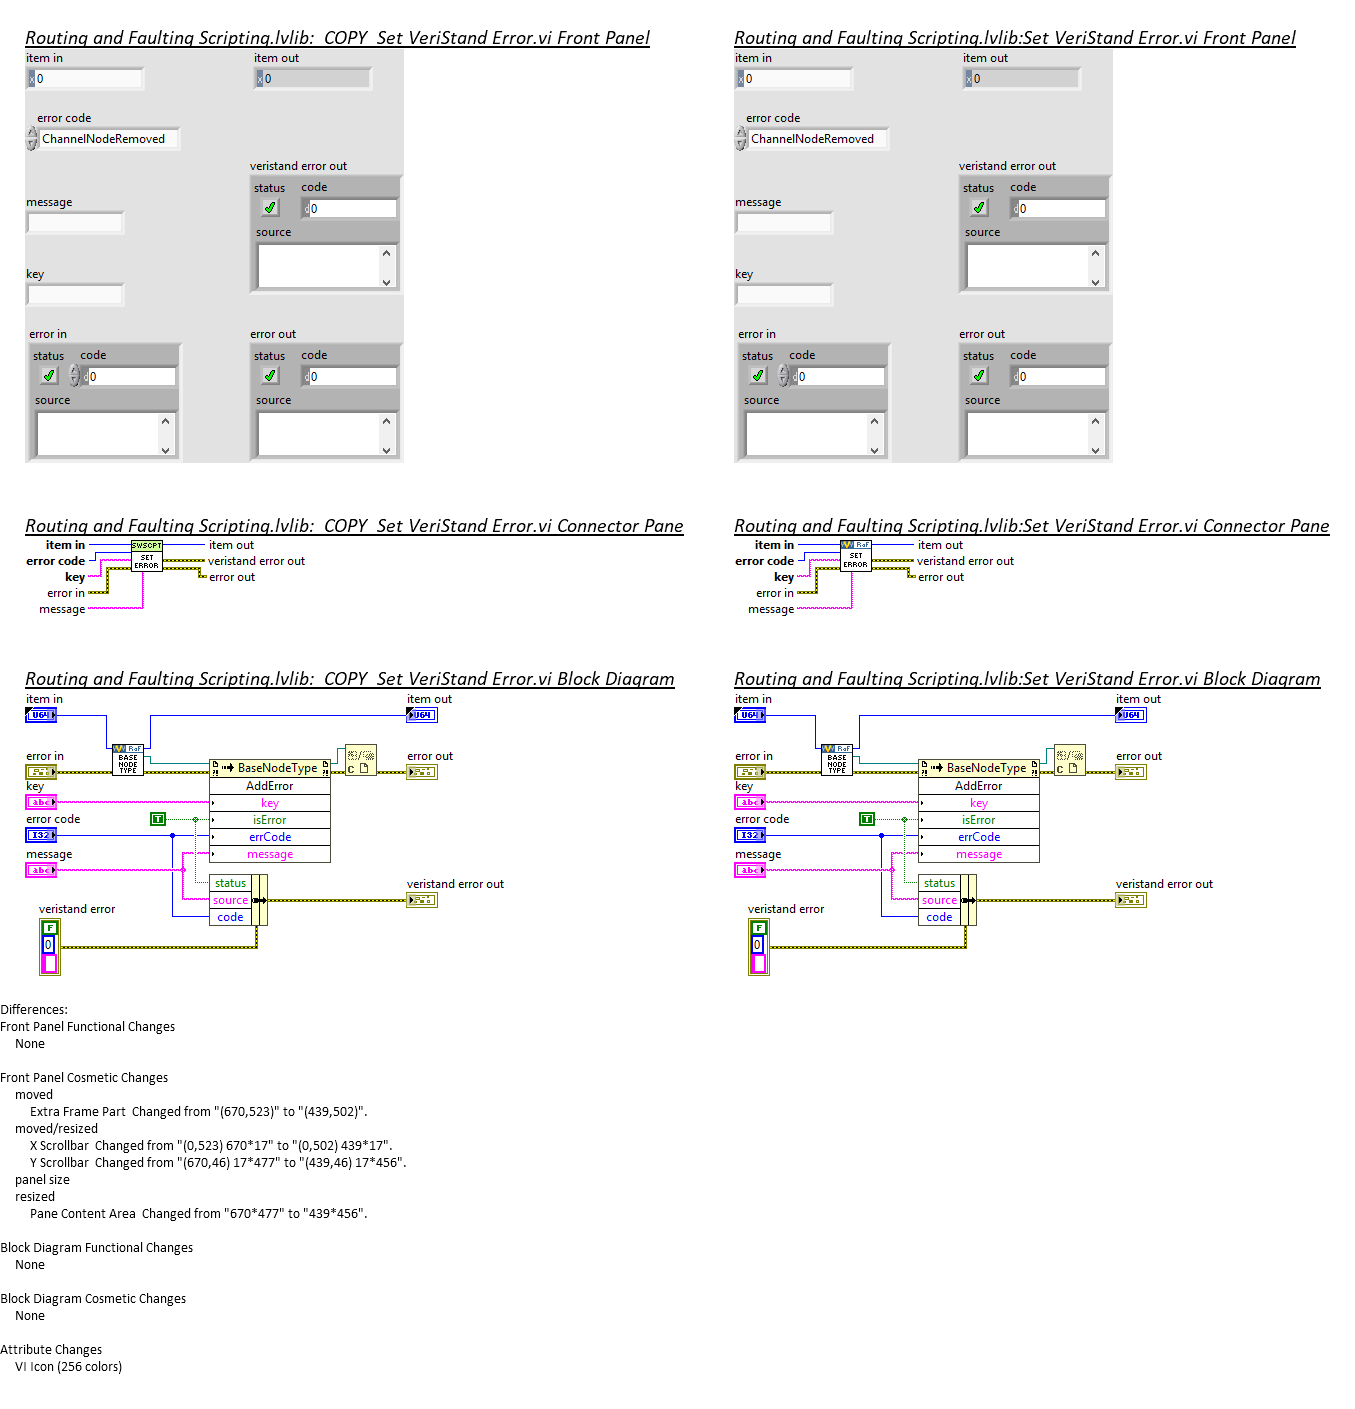 Routing and Faulting Scripting.lvlib:_COPY_Set VeriStand Error.vi Front Panel
item in
item out
x 0
x 0
error code
ChannelNodeRemoved
veristand error out
status
code
d 0
message
source
key
error in
error out
status
code
status
code
d 0
d 0
source
source
Routing and Faulting Scripting.lvlib:Set VeriStand Error.vi Front Panel
item in
item out
x 0
x 0
error code
ChannelNodeRemoved
veristand error out
status
code
d 0
message
source
key
error in
error out
status
code
status
code
d 0
d 0
source
source
Routing and Faulting Scripting.lvlib:_COPY_Set VeriStand Error.vi Connector Pane
item in
SWSCPT
item out
error code
SET
ERROR
veristand error out
key
error out
error in
message
Routing and Faulting Scripting.lvlib:Set VeriStand Error.vi Connector Pane
item in
RaF
item out
error code
SET
ERROR
veristand error out
key
error out
error in
message
Routing and Faulting Scripting.lvlib:_COPY_Set VeriStand Error.vi Block Diagram
item in
item out
U64
U64
error in
RaF
BASE
NODE
TYPE
error out
BaseNodeType
key
AddError
abc
key
error code
T
isError
I32
errCode
message
message
abc
status
veristand error out
source
veristand error
code
F
0
Routing and Faulting Scripting.lvlib:Set VeriStand Error.vi Block Diagram
item in
item out
U64
U64
error in
RaF
BASE
NODE
TYPE
error out
BaseNodeType
key
AddError
abc
key
error code
T
isError
I32
errCode
message
message
abc
status
veristand error out
source
veristand error
code
F
0
Differences:
Front Panel Functional Changes
None
Front Panel Cosmetic Changes
moved
Extra Frame Part  Changed from "(670,523)" to "(439,502)".
moved/resized
X Scrollbar  Changed from "(0,523) 670*17" to "(0,502) 439*17".
Y Scrollbar  Changed from "(670,46) 17*477" to "(439,46) 17*456".
panel size
resized
Pane Content Area  Changed from "670*477" to "439*456".
Block Diagram Functional Changes
None
Block Diagram Cosmetic Changes
None
Attribute Changes
VI Icon (256 colors)